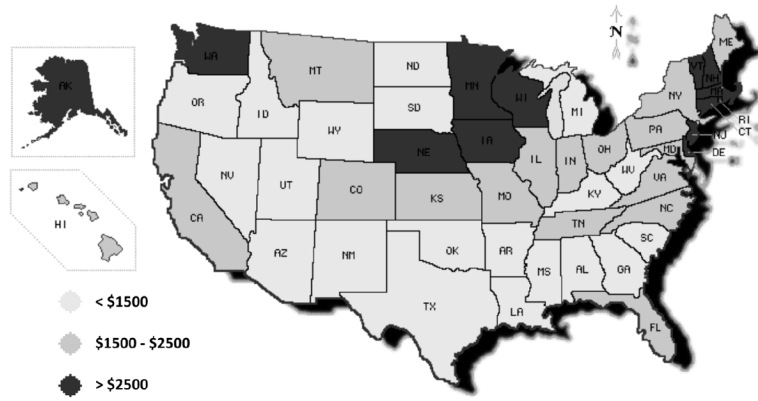 N
ME
WA
VT
NH
AK
MT
ND
MN
MA
OR
ID
SD
WI
MI
NY
RI
WY
CT
PA
NJ
NE
IA
IL
IN
OH
MD
DE
NV
UT
CO
WV
VA
KS
MO
KY
CA
NC
HI
TN
AZ
NM
OK
AR
SC
MS
AL
GA
TX
LA
FL
< $1500
$1500 - $2500
> $2500